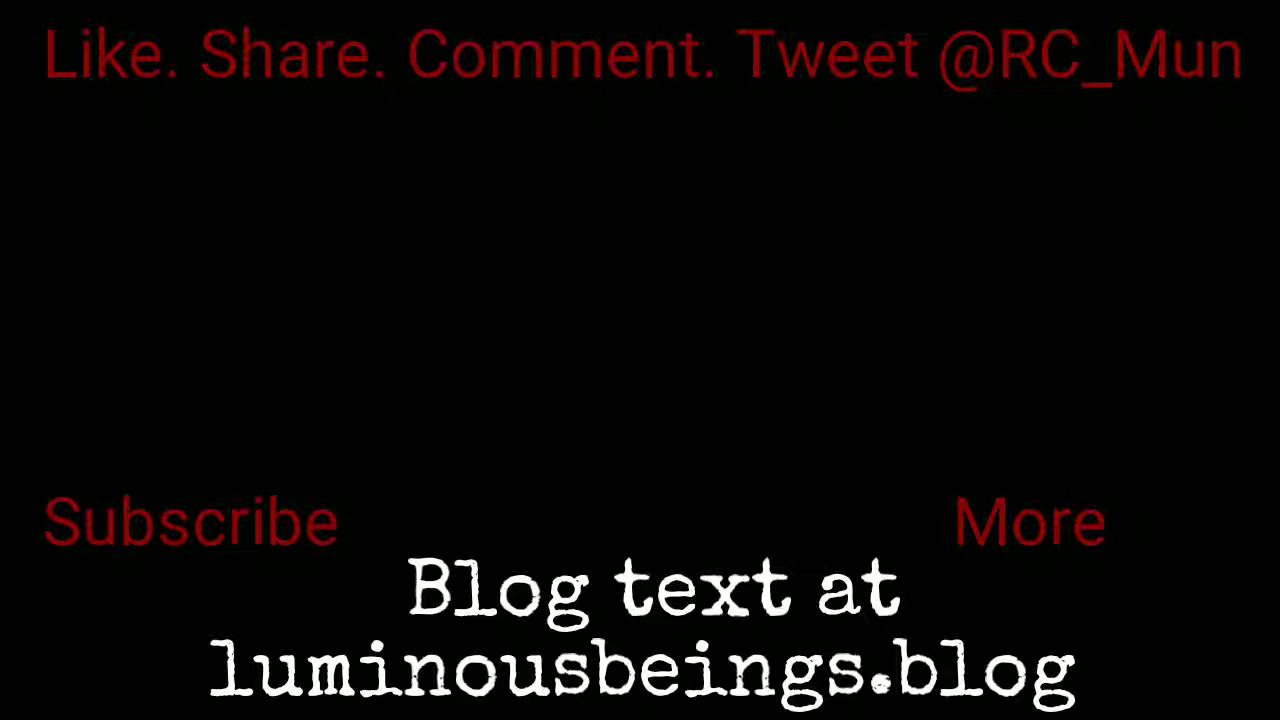 Like. Share. Comment. Tweet @RC_Mun
Subscribe
More
Blog text at
luminousbeings.blog